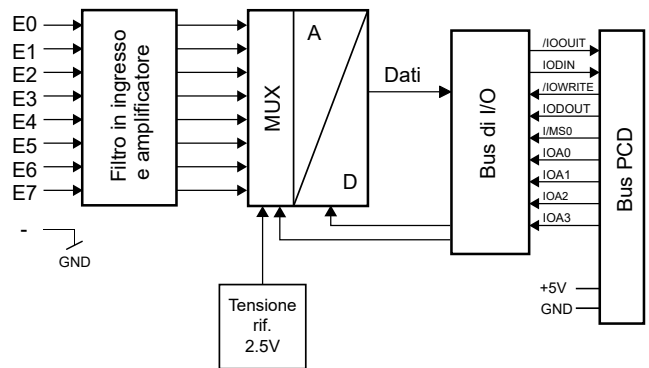 E0
E1
E2
E3
E4
E5
E6
E7
-
GND
Filtro in ingresso
e amplificatore
MUX
A
D
Tensione
rif.
2.5V
Dati
Bus di I/O
/IOOUIT
IODIN
/IOWRITE
IODOUT
I/MS0
IOA0
IOA1
IOA2
IOA3
+5V
GND
Bus PCD